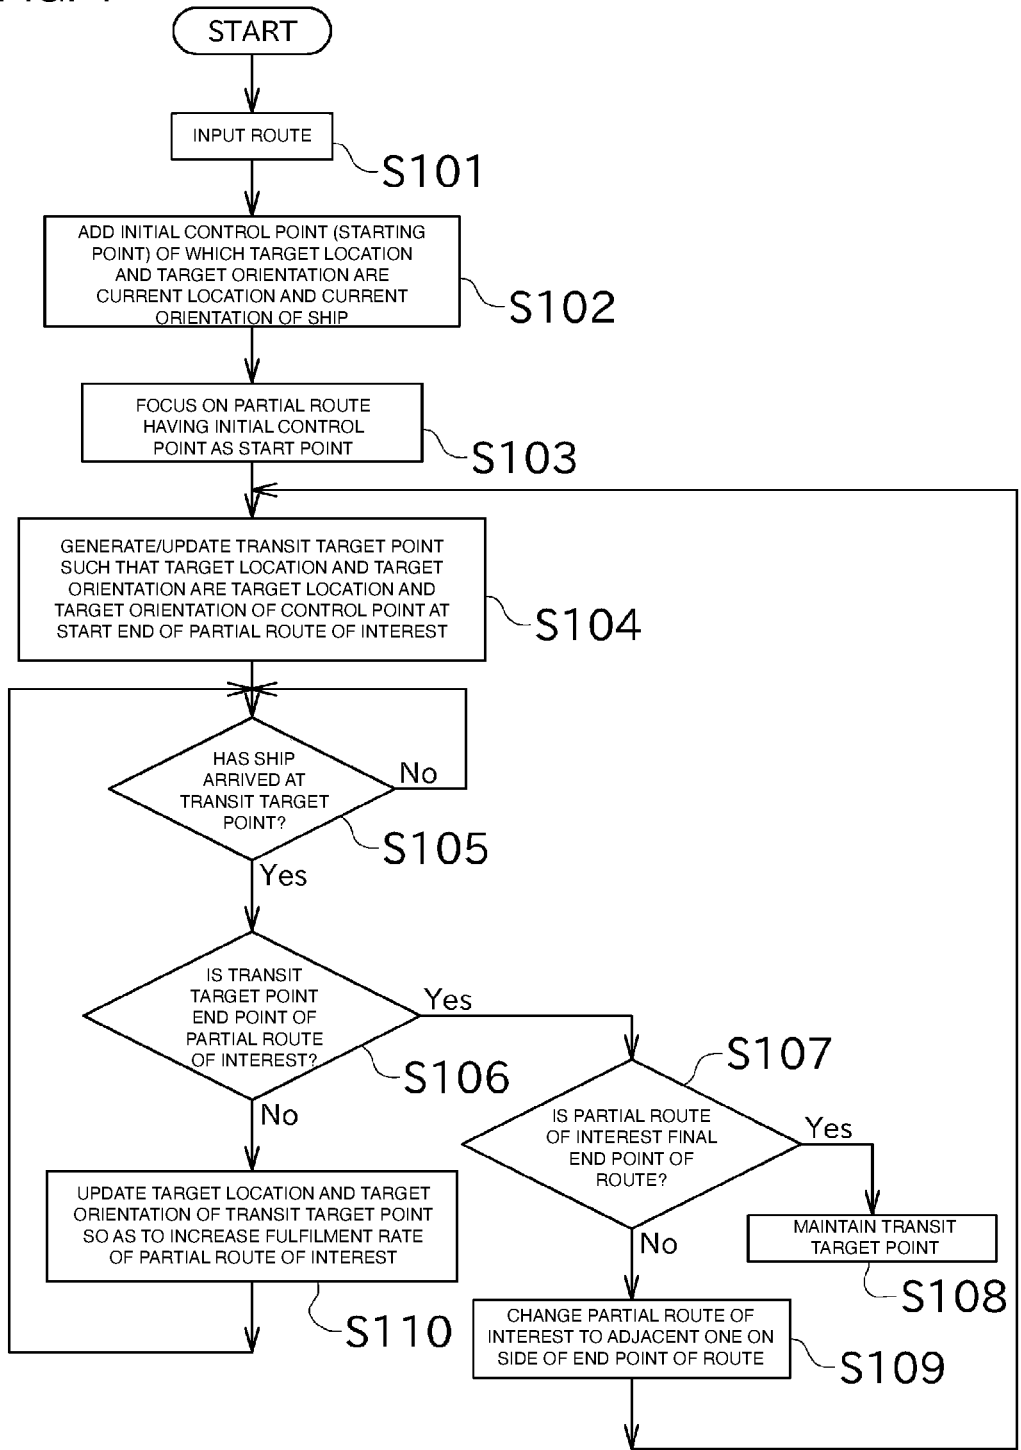 START
INPUT ROUTE
S101
ADD INITIAL CONTROL POINT (STARTING
POINT) OF WHICH TARGET LOCATION
AND TARGET ORIENTATION ARE
CURRENT LOCATION AND CURRENT
ORIENTATION OF SHIP
S102
FOCUS ON PARTIAL ROUTE
HAVING INITIAL CONTROL
POINT AS START POINT
S103
GENERATE/UPDATE TRANSIT TARGET POINT
SUCH THAT TARGET LOCATION AND TARGET
ORIENTATION ARE TARGET LOCATION AND
TARGET ORIENTATION OF CONTROL POINT AT
START END OF PARTIAL ROUTE OF INTEREST
S104
HAS SHIP
ARRIVED AT
TRANSIT TARGET
POINT?
No
S105
Yes
IS TRANSIT
TARGET POINT
END POINT OF
PARTIAL ROUTE
OF INTEREST?
Yes
S106
No
S107
IS PARTIAL ROUTE
OF INTEREST FINAL
END POINT OF
ROUTE?
Yes
No
MAINTAIN TRANSIT
TARGET POINT
S108
UPDATE TARGET LOCATION AND TARGET
ORIENTATION OF TRANSIT TARGET POINT
SO AS TO INCREASE FULFILMENT RATE
OF PARTIAL ROUTE OF INTEREST
S110
CHANGE PARTIAL ROUTE OF
INTEREST TO ADJACENT ONE ON
SIDE OF END POINT OF ROUTE
S109